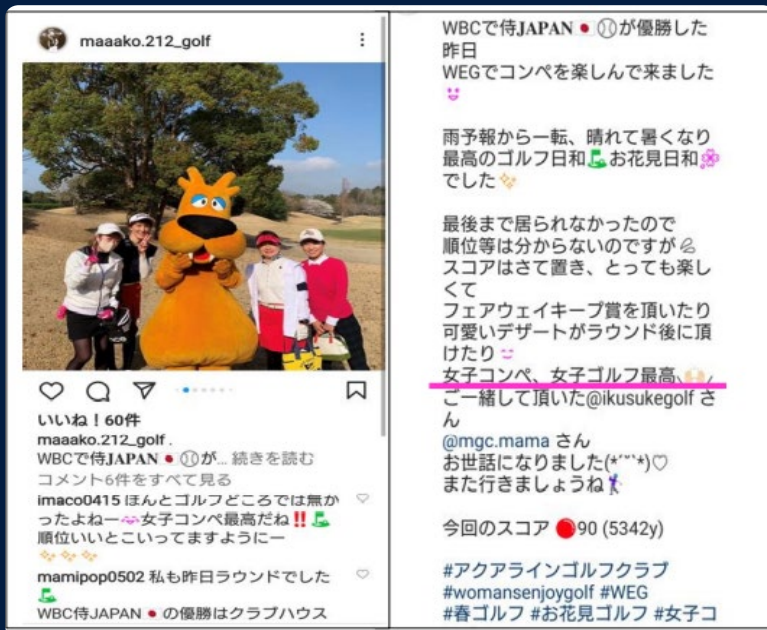 maaako.212_golf
いいね！60件
maaako.212_golf .
WBCで侍JAPAN🇯🇵⚾が… 続きを読む
コメント6件をすべて見る
imaco0415 ほんとゴルフどころでは無か
ったよねー女子コンペ最高だね‼️⛳
順位いいとこいってますようにー
✨✨✨
mamipop0502 私も昨日ラウンドでした
⛳
WBC侍JAPAN🇯🇵の優勝はクラブハウス
WBCで侍JAPAN🇯🇵⚾が優勝した
昨日
WEGでコンペを楽しんで来ました
雨予報から一転、晴れて暑くなり
最高のゴルフ日和⛳お花見日和🌸
でした✨
最後まで居られなかったので
順位等は分からないのですが💦
スコアはさて置き、とっても楽し
くて
フェアウェイキープ賞を頂いたり
可愛いデザートがラウンド後に頂
けたり
女子コンペ、女子ゴルフ最高
ご一緒して頂いた@ikusukegolf さ
ん
@mgc.mama さん
お世話になりました(*´˘`*)♡
また行きましょうね
今回のスコア 🔴90 (5342y)
#アクアラインゴルフクラブ
#womansenjoygolf #WEG
#春ゴルフ #お花見ゴルフ #女子コ